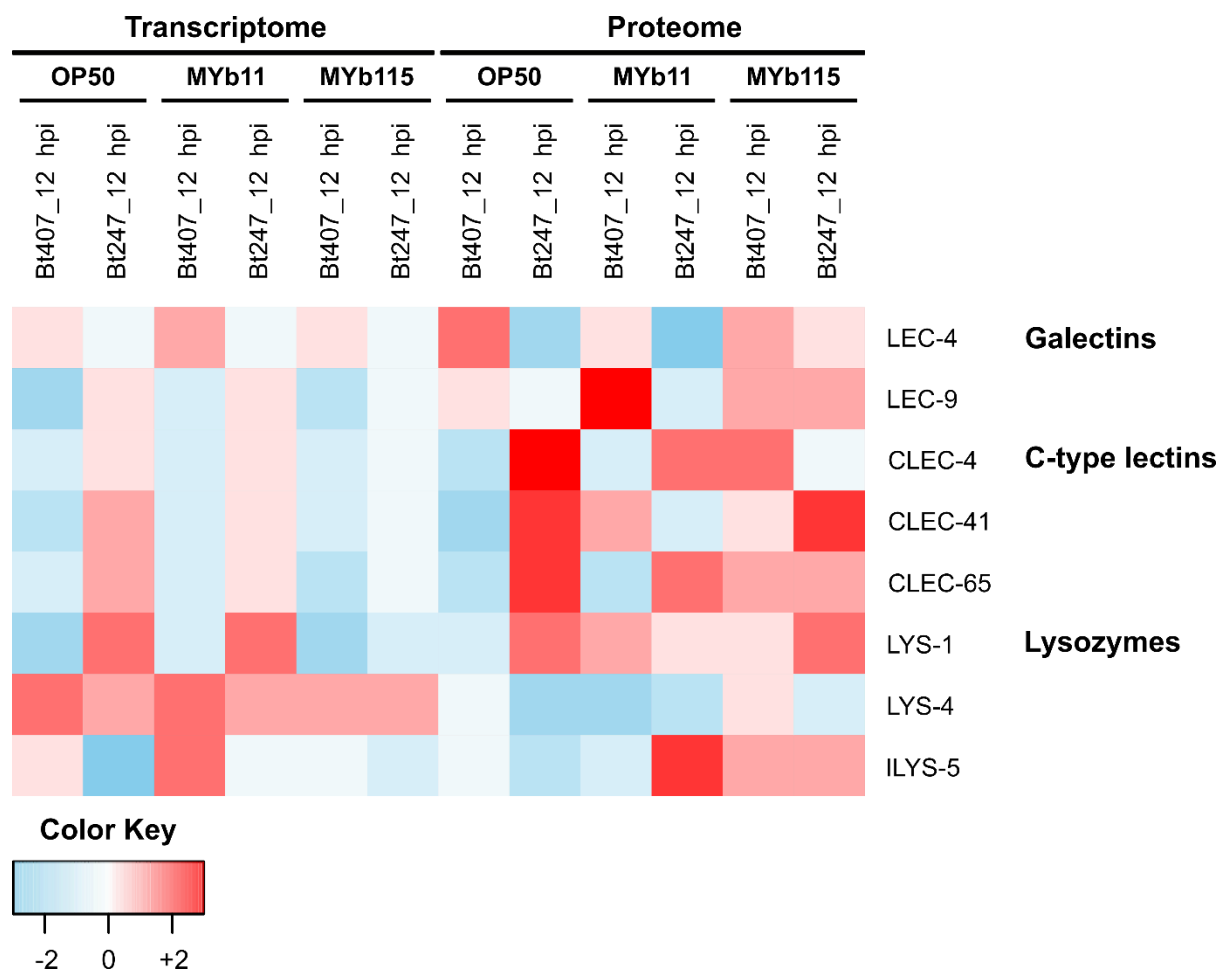 Transcriptome Proteome
OP50 MYb11 MYb115 OP50 MYb11 MYb115
Bt407_12 hpi Bt247_12 hpi Bt407_12 hpi Bt247_12 hpi Bt407_12 hpi Bt247_12 hpi Bt407_12 hpi Bt247_12 hpi Bt407_12 hpi Bt247_12 hpi Bt407_12 hpi Bt247_12 hpi
LEC-4 Galectins
LEC-9
CLEC-4 C-type lectins
CLEC-41
CLEC-65
LYS-1 Lysozymes
LYS-4
ILYS-5
Color Key
-2 0 +2